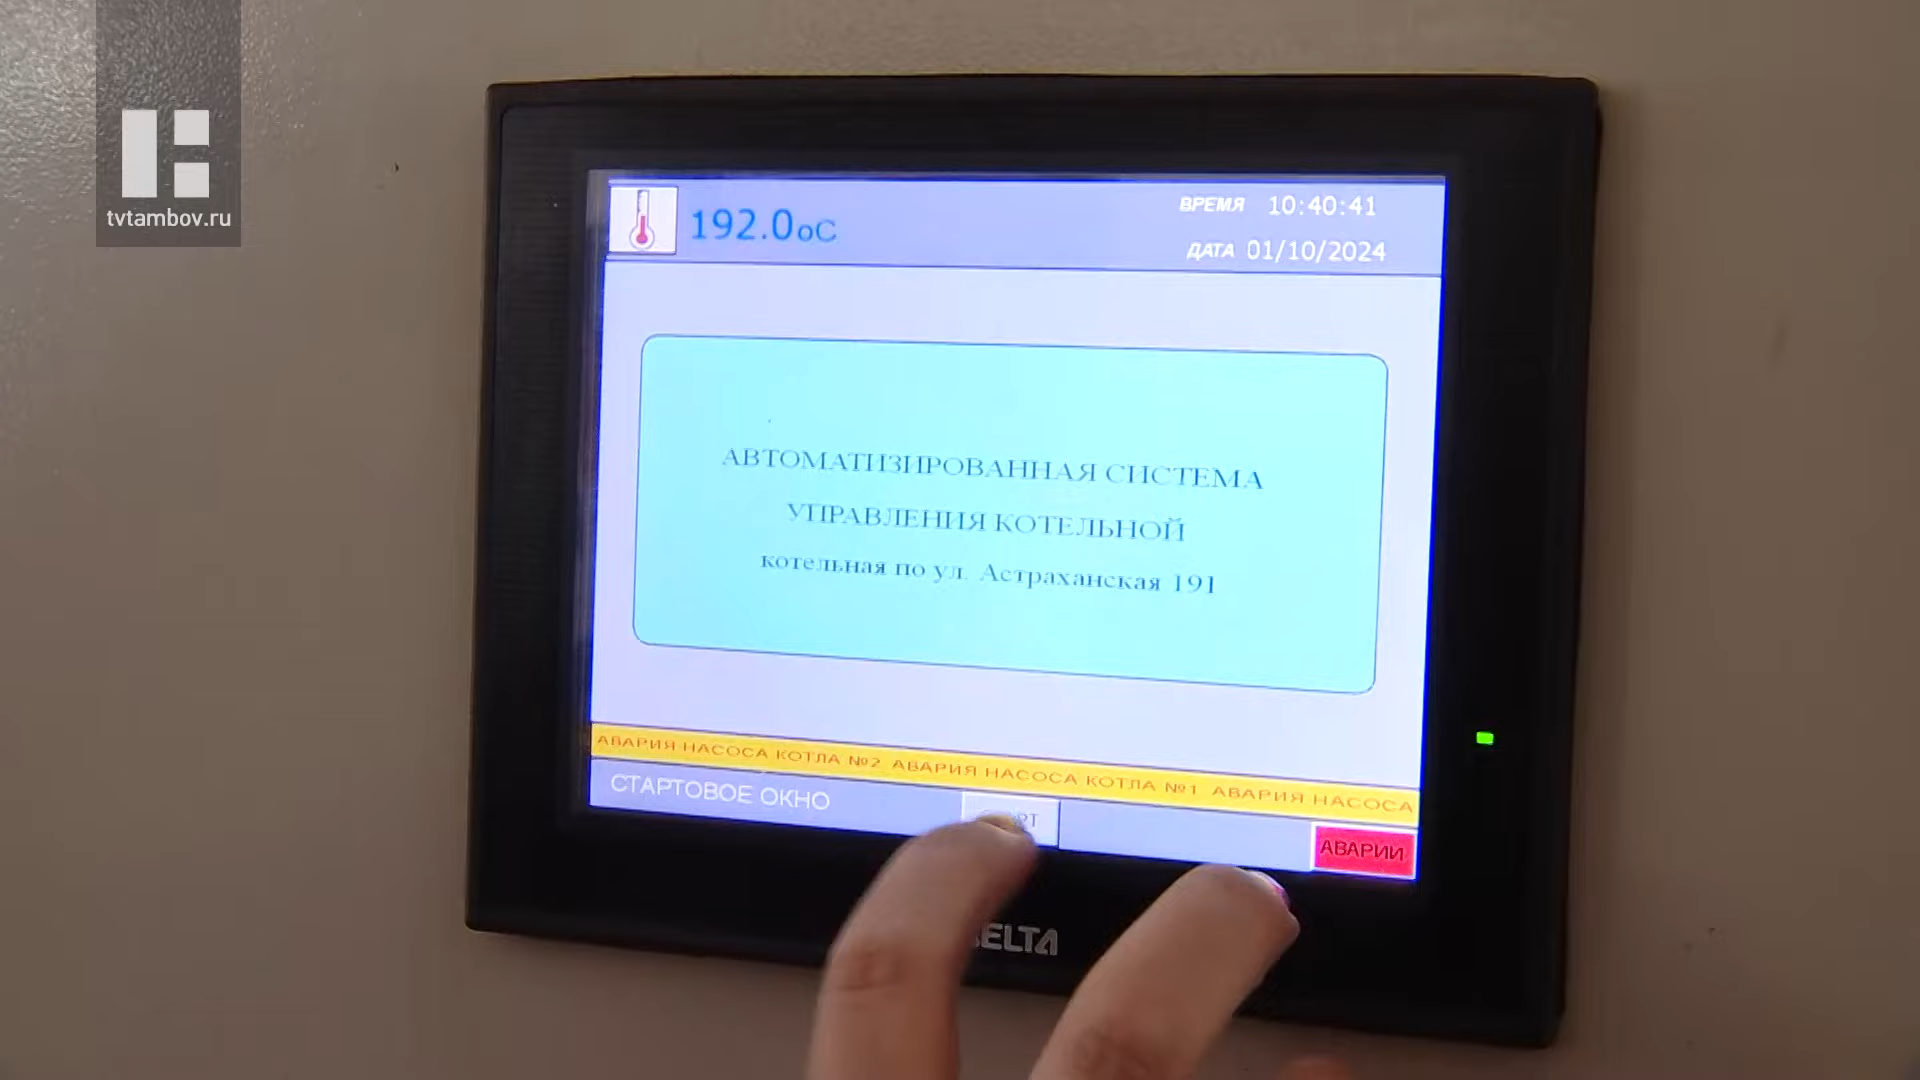 tvtambov.ru
192.0oC
ВРЕМЯ 10:40:41
ДАТА 01/10/2024
АВТОМАТИЗИРОВАННАЯ СИСТЕМА
УПРАВЛЕНИЯ КОТЕЛЬНОЙ
котельная по ул. Астраханская 191
АВАРИЯ НАСОСА КОТЛА №2 АВАРИЯ НАСОСА КОТЛА №1 АВАРИЯ НАСОСА
СТАРТОВОЕ ОКНО
АВАРИИ